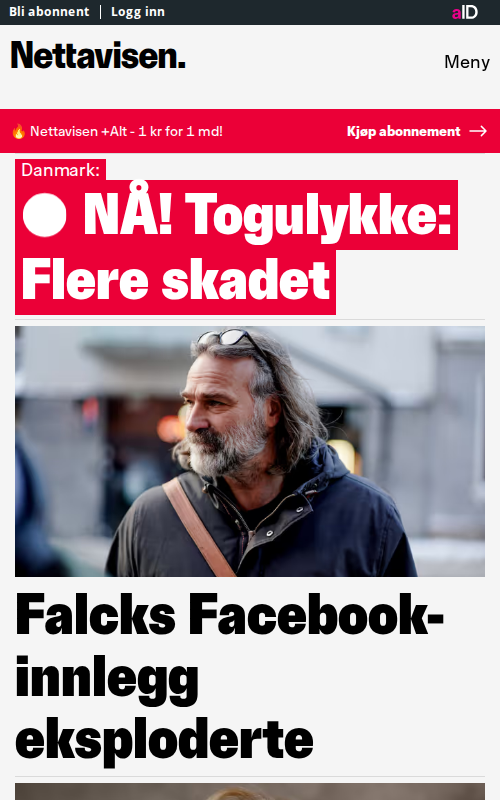 Bli abonnent | Logg inn
aID
Nettavisen.
Meny
🔥 Nettavisen +Alt - 1 kr for 1 md!
Kjøp abonnement →
Danmark:
NÅ! Togulykke:
Flere skadet
Falcks Facebook-
innlegg
eksploderte